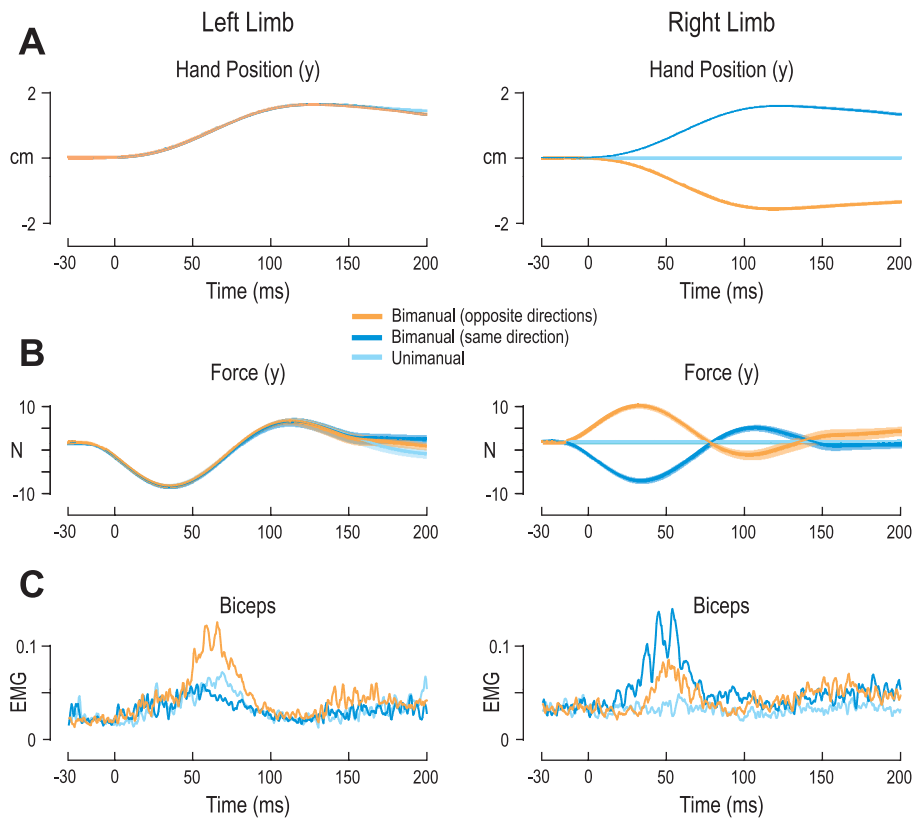 Left Limb Right Limb
A
Hand Position (y) Hand Position (y)
2 2
cm cm
-2 -2
-30 0 50 100 150 200 -30 0 50 100 150 200
Time (ms) Time (ms)
Bimanual (opposite directions)
Bimanual (same direction)
Unimanual
B
Force (y) Force (y)
10 10
N N
-10 -10
-30 0 50 100 150 200 -30 0 50 100 150 200
C
Biceps Biceps
0.1 0.1
EMG EMG
0 0
-30 0 50 100 150 200 -30 0 50 100 150 200
Time (ms) Time (ms)